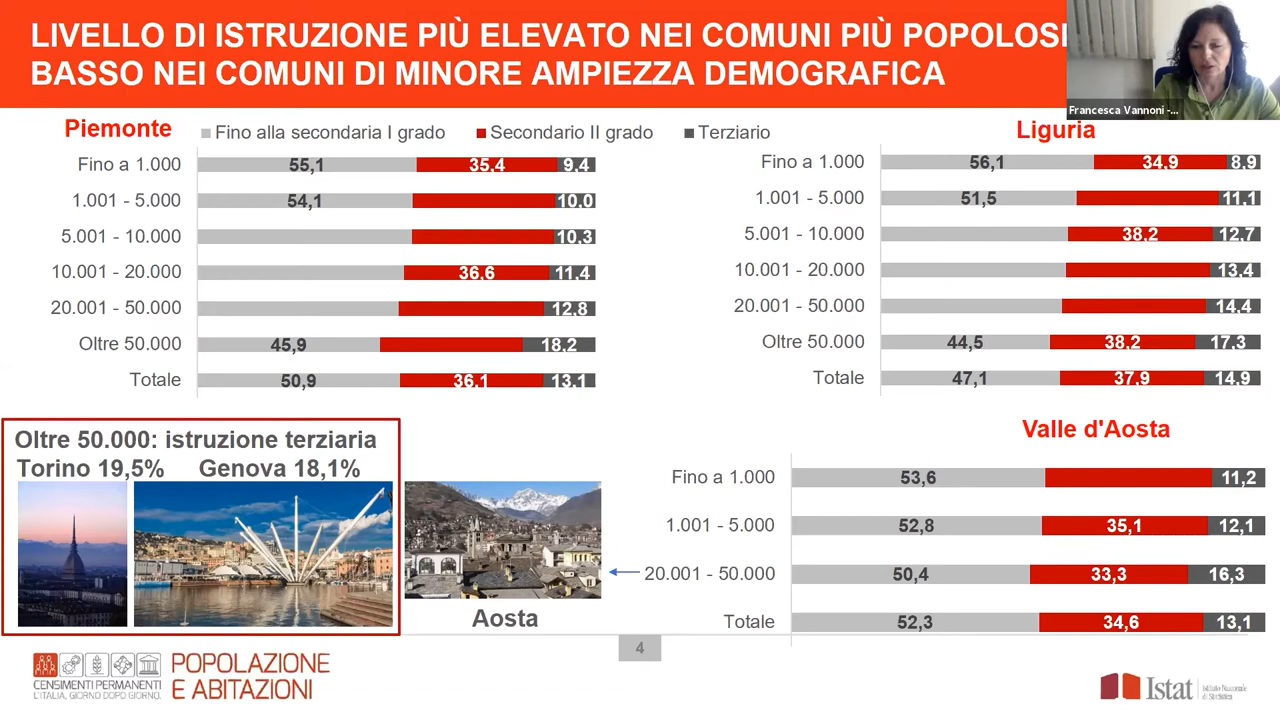 LIVELLO DI ISTRUZIONE PIÙ ELEVATO NEI COMUNI PIÙ POPOLOSI
BASSO NEI COMUNI DI MINORE AMPIEZZA DEMOGRAFICA
Francesca Vannoni -...
Piemonte
Fino alla secondaria I grado Secondario II grado Terziario
Fino a 1.000 55,1 35,4 9,4
1.001 - 5.000 54,1 10,0
5.001 - 10.000 10,3
10.001 - 20.000 36,6 11,4
20.001 - 50.000 12,8
Oltre 50.000 45,9 18,2
Totale 50,9 36,1 13,1
Liguria
Fino a 1.000 56,1 34,9 8,9
1.001 - 5.000 51,5 11,1
5.001 - 10.000 38,2 12,7
10.001 - 20.000 13,4
20.001 - 50.000 14,4
Oltre 50.000 44,5 38,2 17,3
Totale 47,1 37,9 14,9
Oltre 50.000: istruzione terziaria
Torino 19,5% Genova 18,1%
Aosta
Valle d'Aosta
Fino a 1.000 53,6 11,2
1.001 - 5.000 52,8 35,1 12,1
20.001 - 50.000 50,4 33,3 16,3
Totale 52,3 34,6 13,1
4
CENSIMENTI PERMANENTI
L'ITALIA, GIORNO DOPO GIORNO.
POPOLAZIONE
E ABITAZIONI
Istat
Istituto Nazionale
di Statistica